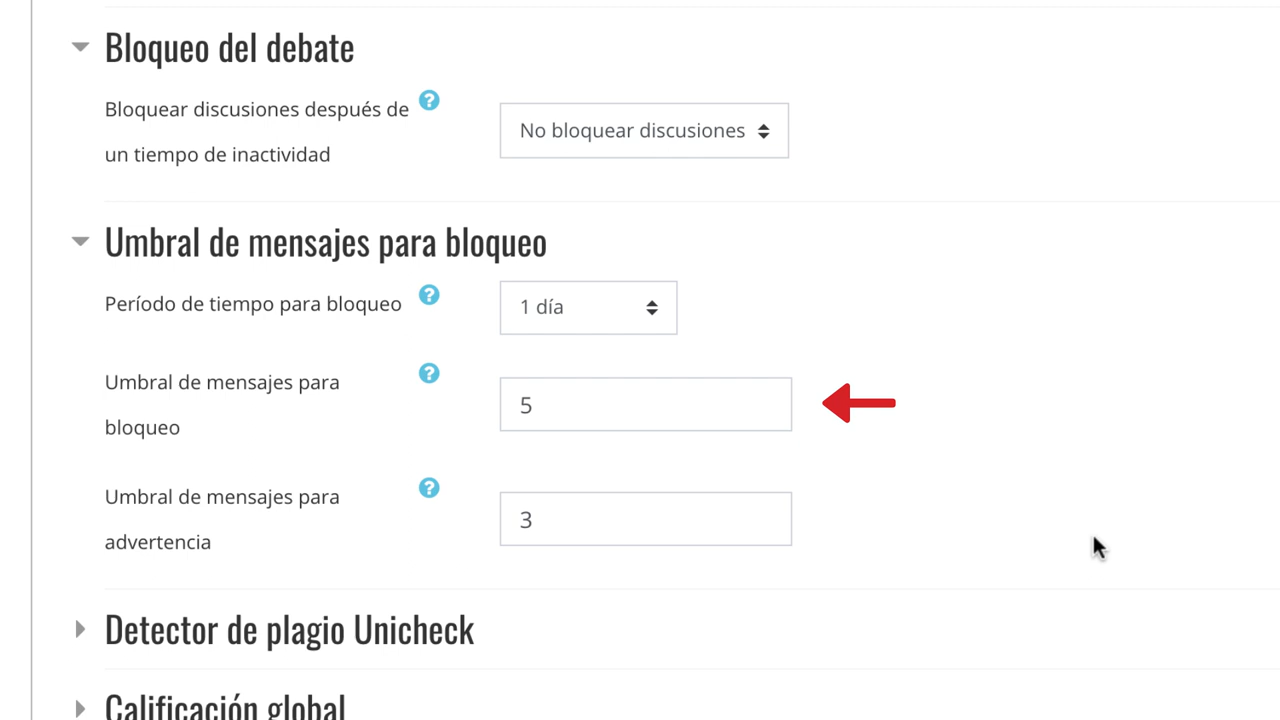 Bloqueo del debate
Bloquear discusiones después de
un tiempo de inactividad
?
No bloquear discusiones
Umbral de mensajes para bloqueo
Período de tiempo para bloqueo
?
1 día
Umbral de mensajes para
bloqueo
?
5
Umbral de mensajes para
advertencia
?
3
Detector de plagio Unicheck
Calificación global